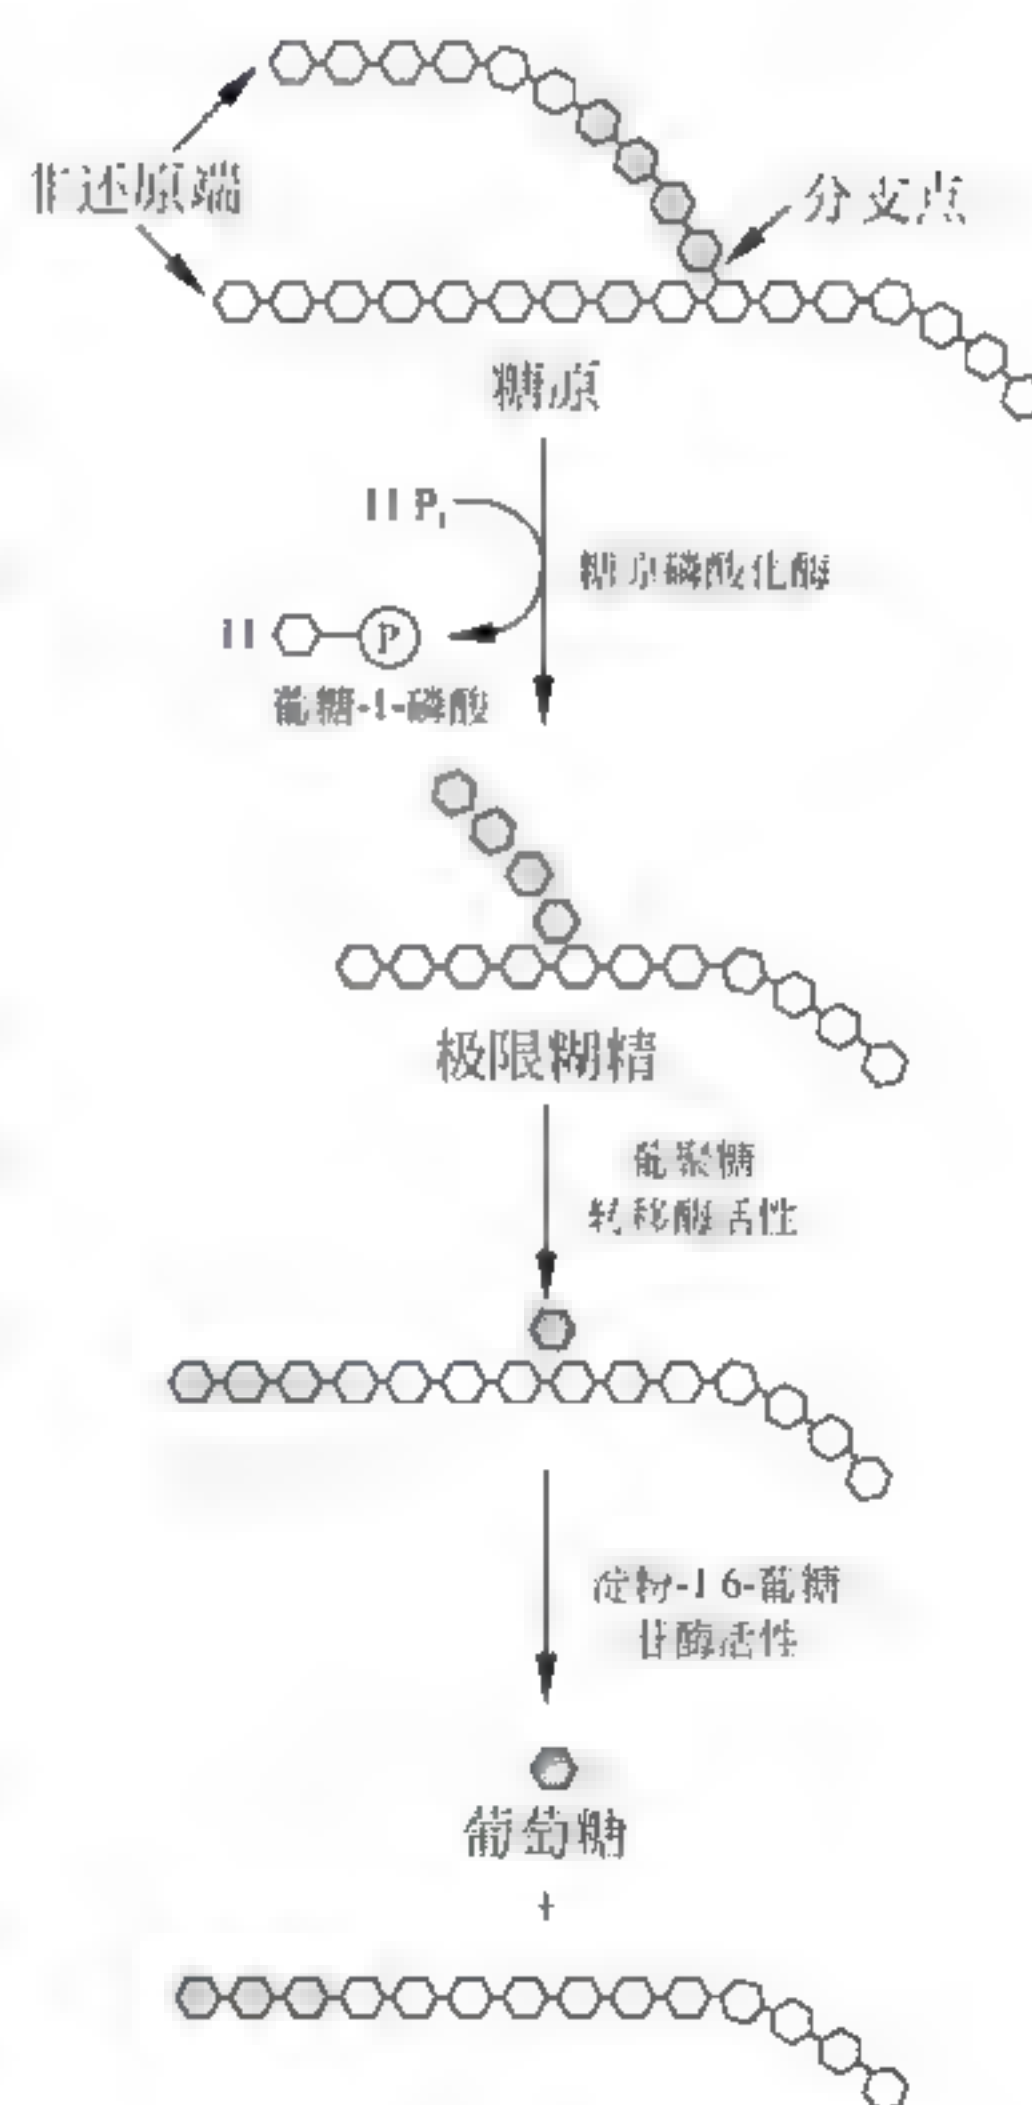 非还原端
分支点
糖原
11 Pi
糖原磷酸化酶
11
P
葡糖-1-磷酸
极限糊精
葡聚糖
转移酶活性
淀粉-1 6-葡糖
苷酶活性
葡萄糖
+